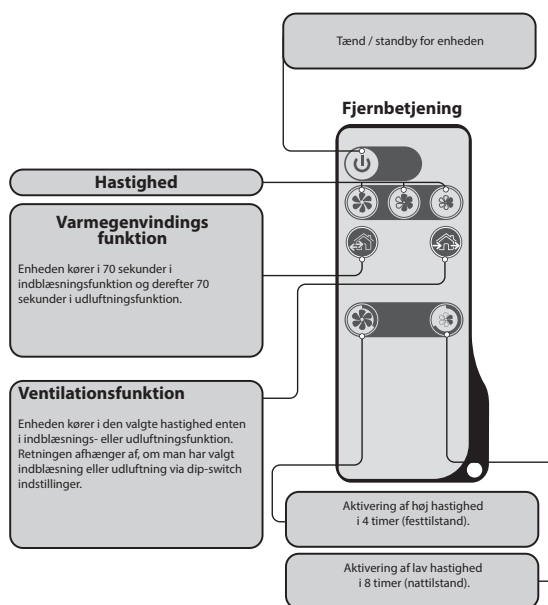 Tænd / standby for enheden
Fjernbetjening
Hastighed
Varmegenvindings
funktion
Enheden kører i 70 sekunder i
indblæsningsfunktion og derefter 70
sekunder i udluftningsfunktion.
Ventilationsfunktion
Enheden kører i den valgte hastighed enten
i indblæsnings- eller udluftningsfunktion.
Retningen afhænger af, om man har valgt
indblæsning eller udluftning via dip-switch
indstillinger.
Aktivering af høj hastighed
i 4 timer (festtilstand).
Aktivering af lav hastighed
i 8 timer (nattilstand).